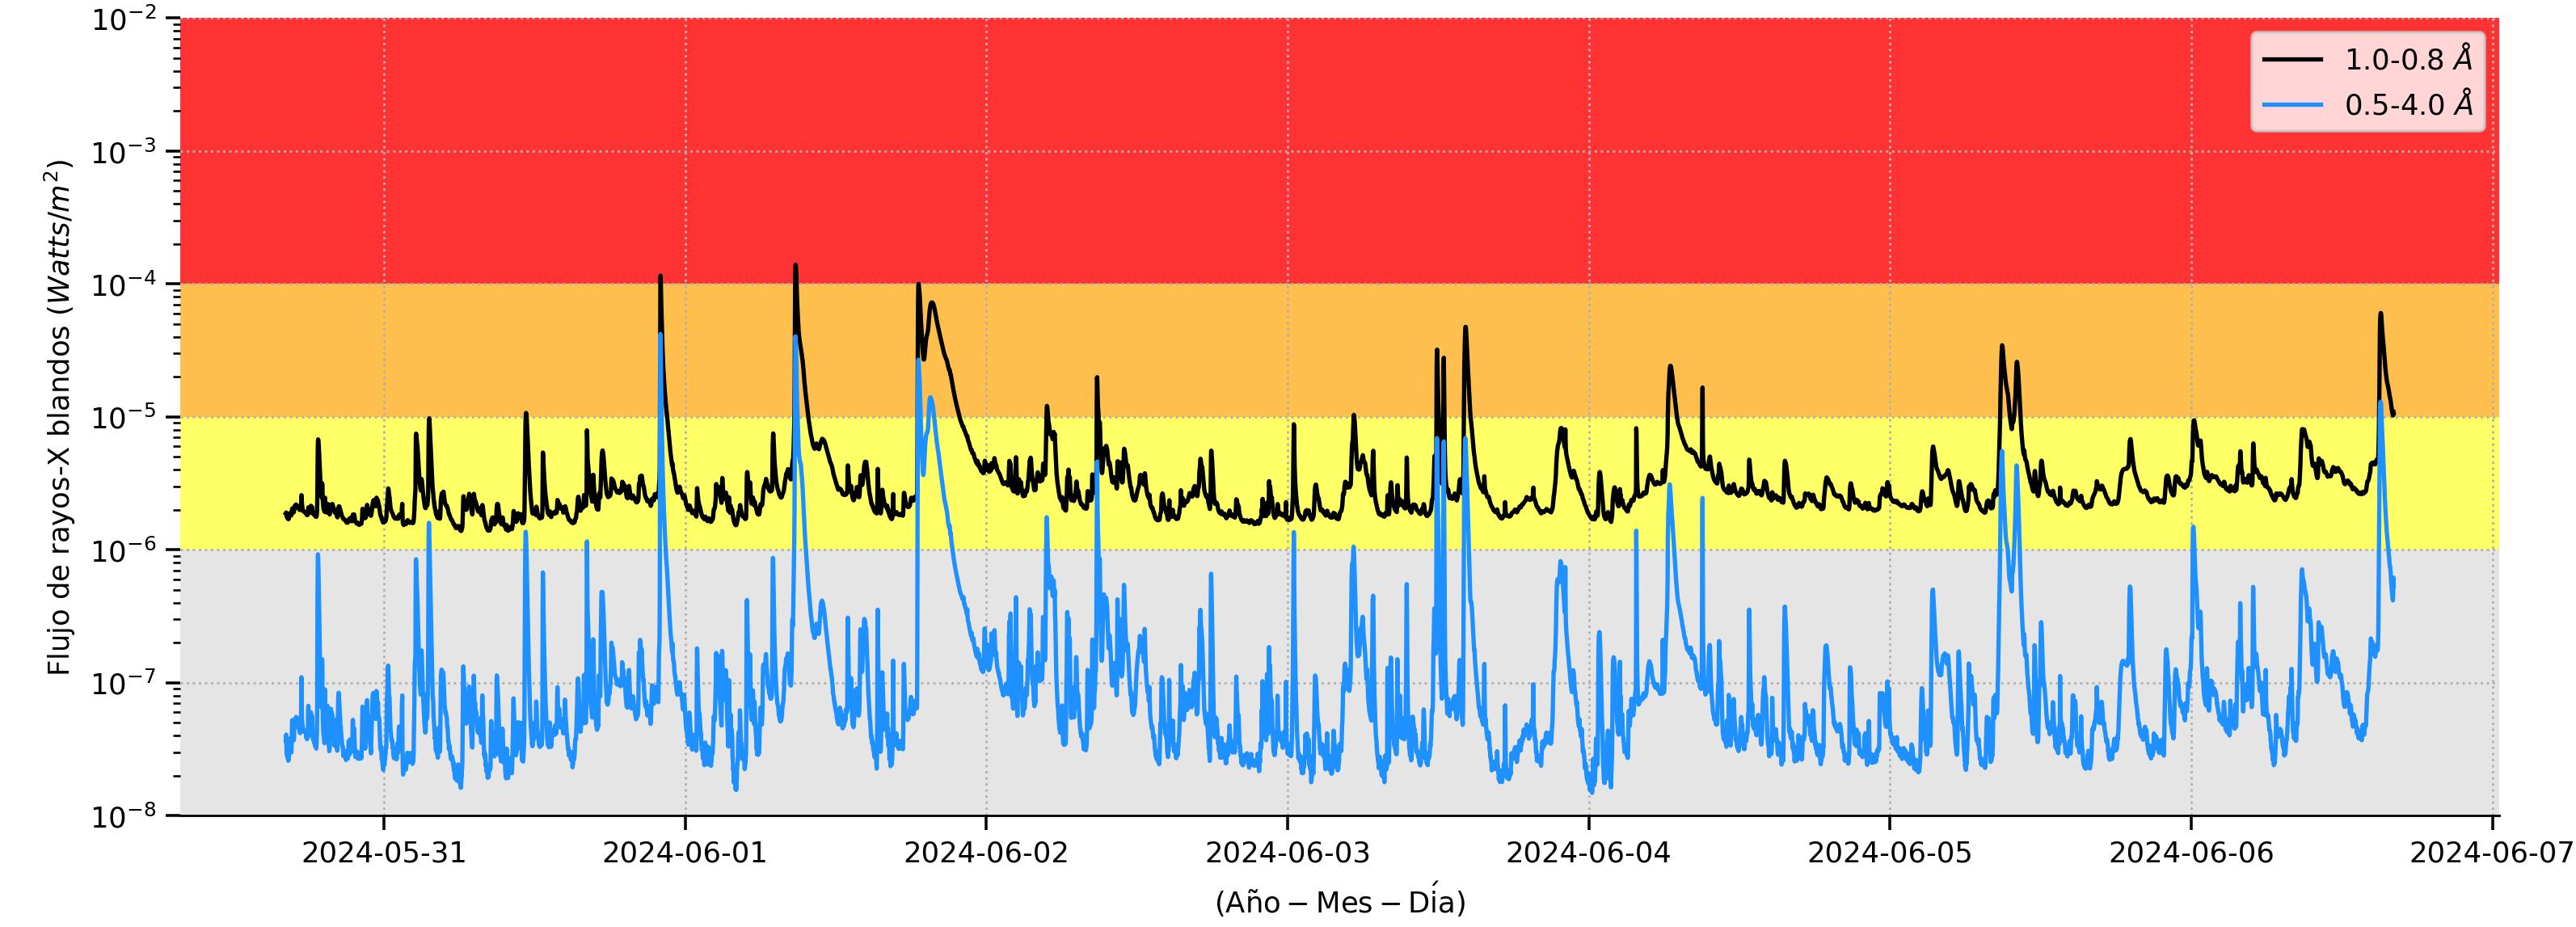 Flujo de rayos-X blandos (Watts/m²)
10⁻²
10⁻³
10⁻⁴
10⁻⁵
10⁻⁶
10⁻⁷
10⁻⁸
1.0-0.8 Å
0.5-4.0 Å
2024-05-31 2024-06-01 2024-06-02 2024-06-03 2024-06-04 2024-06-05 2024-06-06 2024-06-07
(Año – Mes – Día)